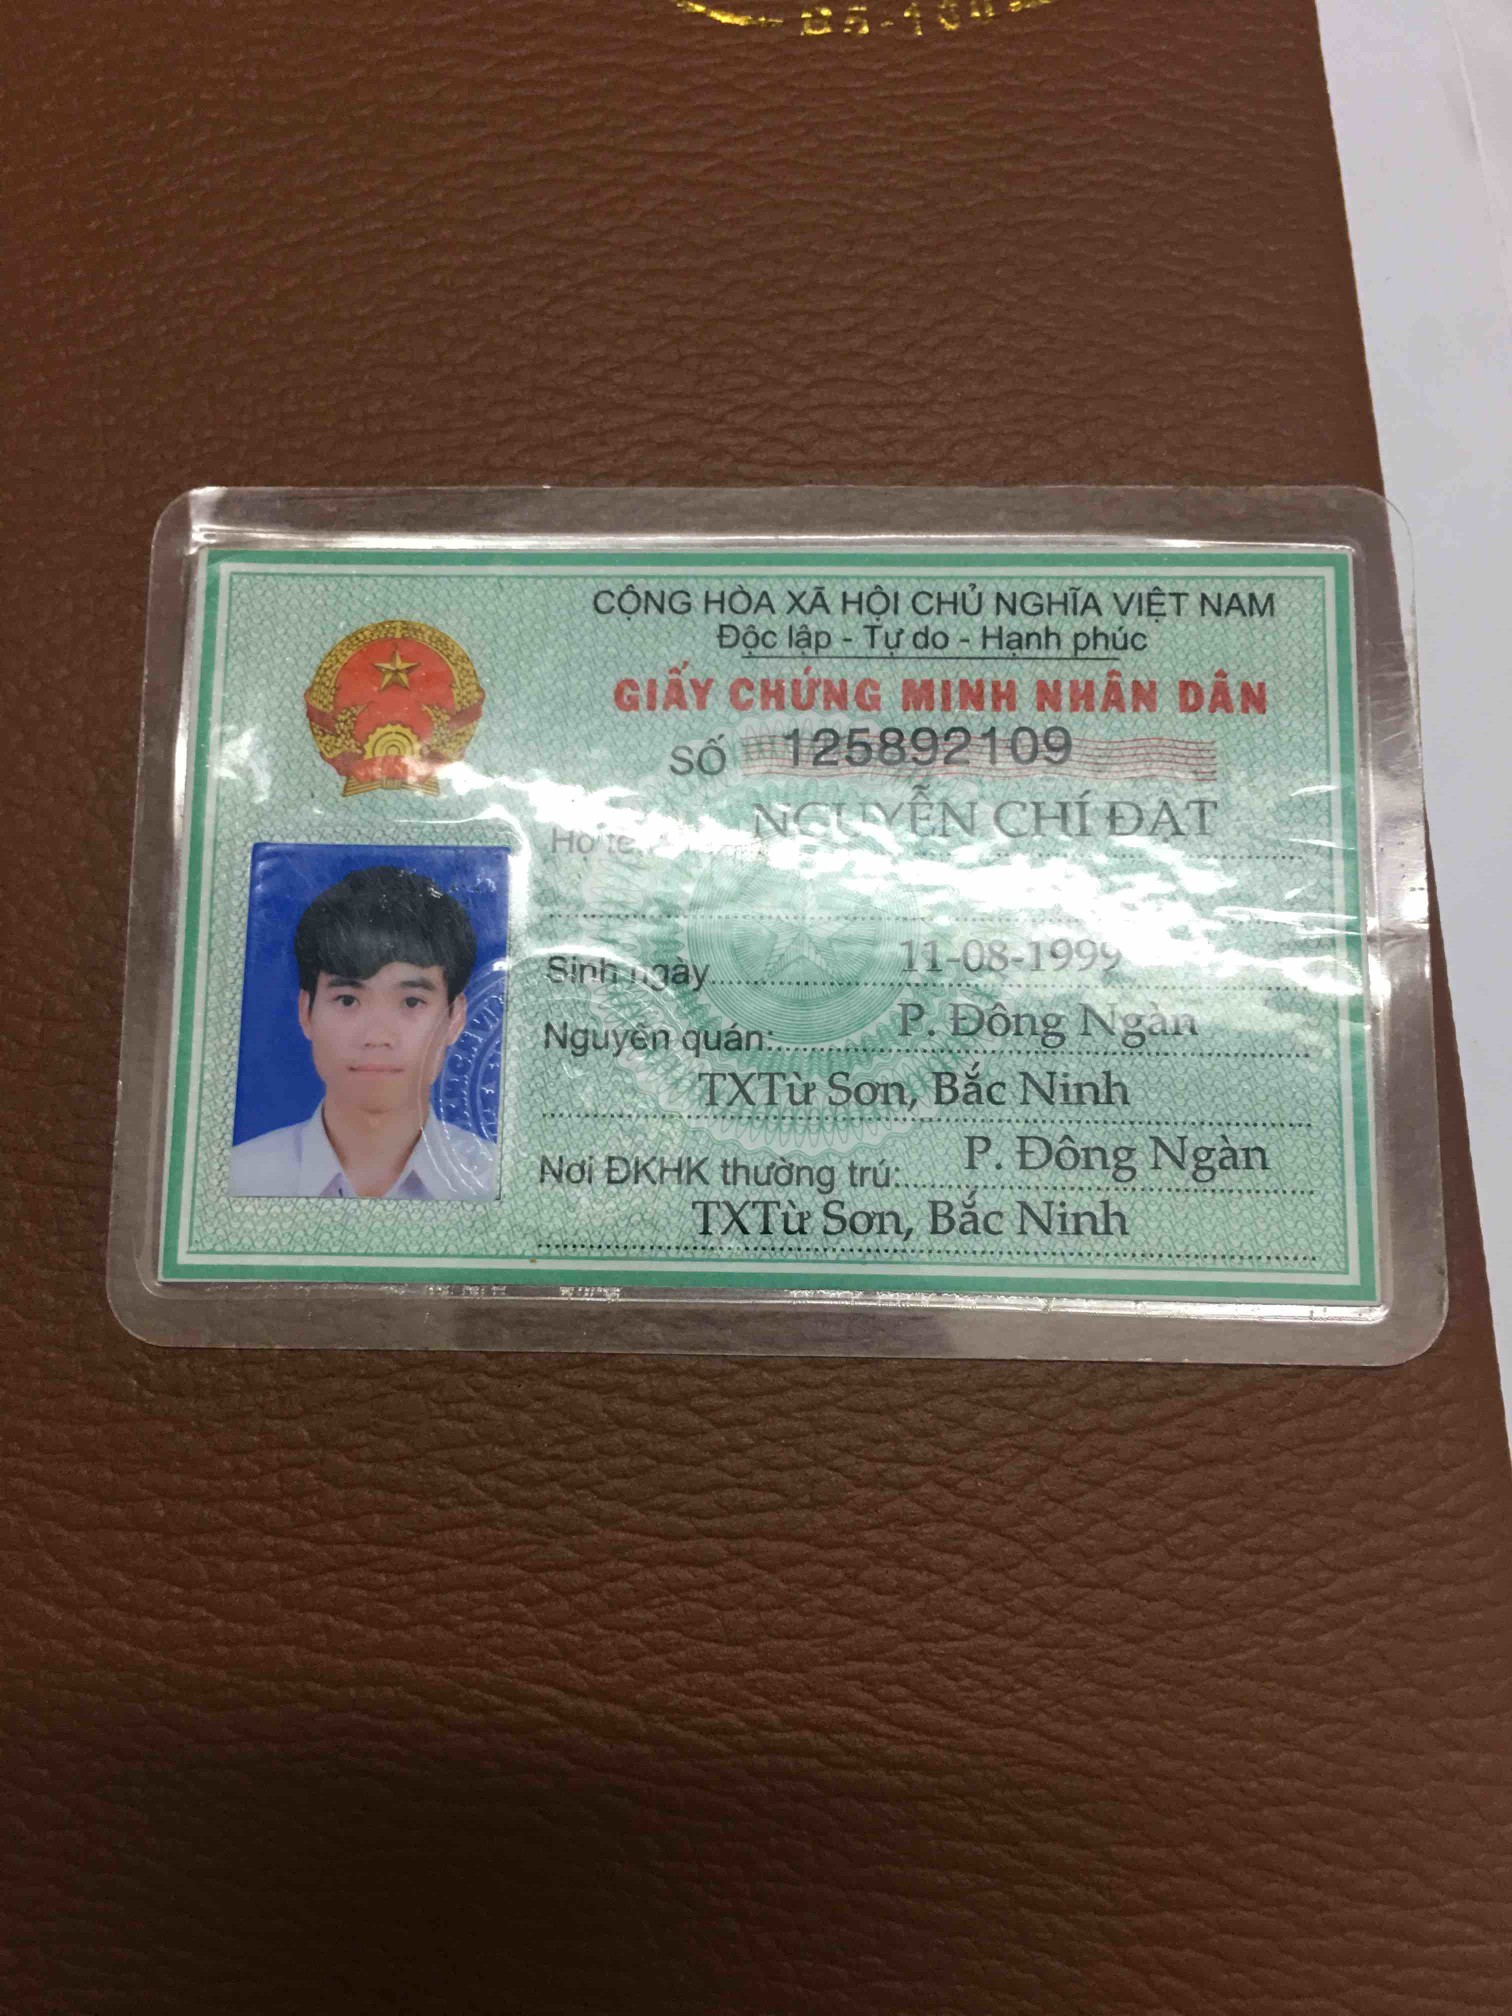 CỘNG HÒA XÃ HỘI CHỦ NGHĨA VIỆT NAM
Độc lập - Tự do - Hạnh phúc
GIẤY CHỨNG MINH NHÂN DÂN
SỐ 125892109
Họ tên NGUYỄN CHÍ ĐẠT
Sinh ngày 11-08-1999
Nguyên quán: P. Đông Ngàn
TXTừ Sơn, Bắc Ninh
Nơi ĐKHK thường trú: P. Đông Ngàn
TXTừ Sơn, Bắc Ninh